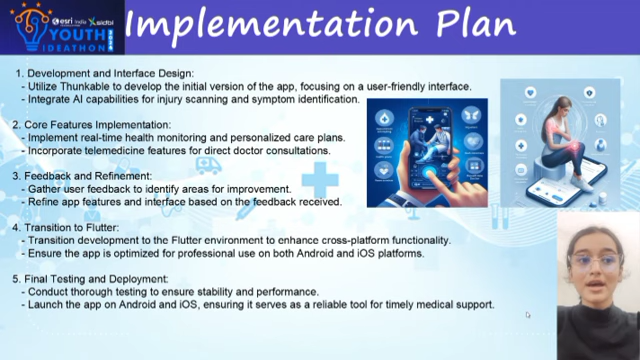 esri India sidbi
YOUTH
IDEATHON
Implementation Plan
1. Development and Interface Design:
- Utilize Thunkable to develop the initial version of the app, focusing on a user-friendly interface.
- Integrate AI capabilities for injury scanning and symptom identification.
2. Core Features Implementation:
- Implement real-time health monitoring and personalized care plans.
- Incorporate telemedicine features for direct doctor consultations.
3. Feedback and Refinement:
- Gather user feedback to identify areas for improvement.
- Refine app features and interface based on the feedback received.
4. Transition to Flutter:
- Transition development to the Flutter environment to enhance cross-platform functionality.
- Ensure the app is optimized for professional use on both Android and iOS platforms.
5. Final Testing and Deployment:
- Conduct thorough testing to ensure stability and performance.
- Launch the app on Android and iOS, ensuring it serves as a reliable tool for timely medical support.